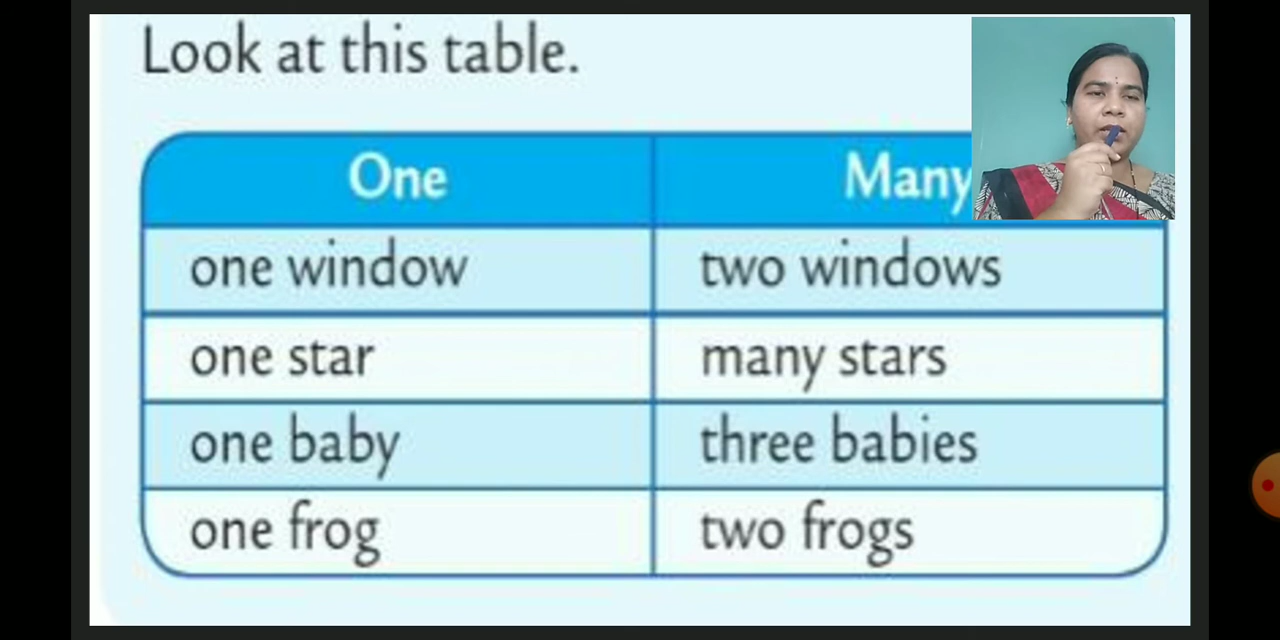 Look at this table.
One Many
one window two windows
one star many stars
one baby three babies
one frog two frogs